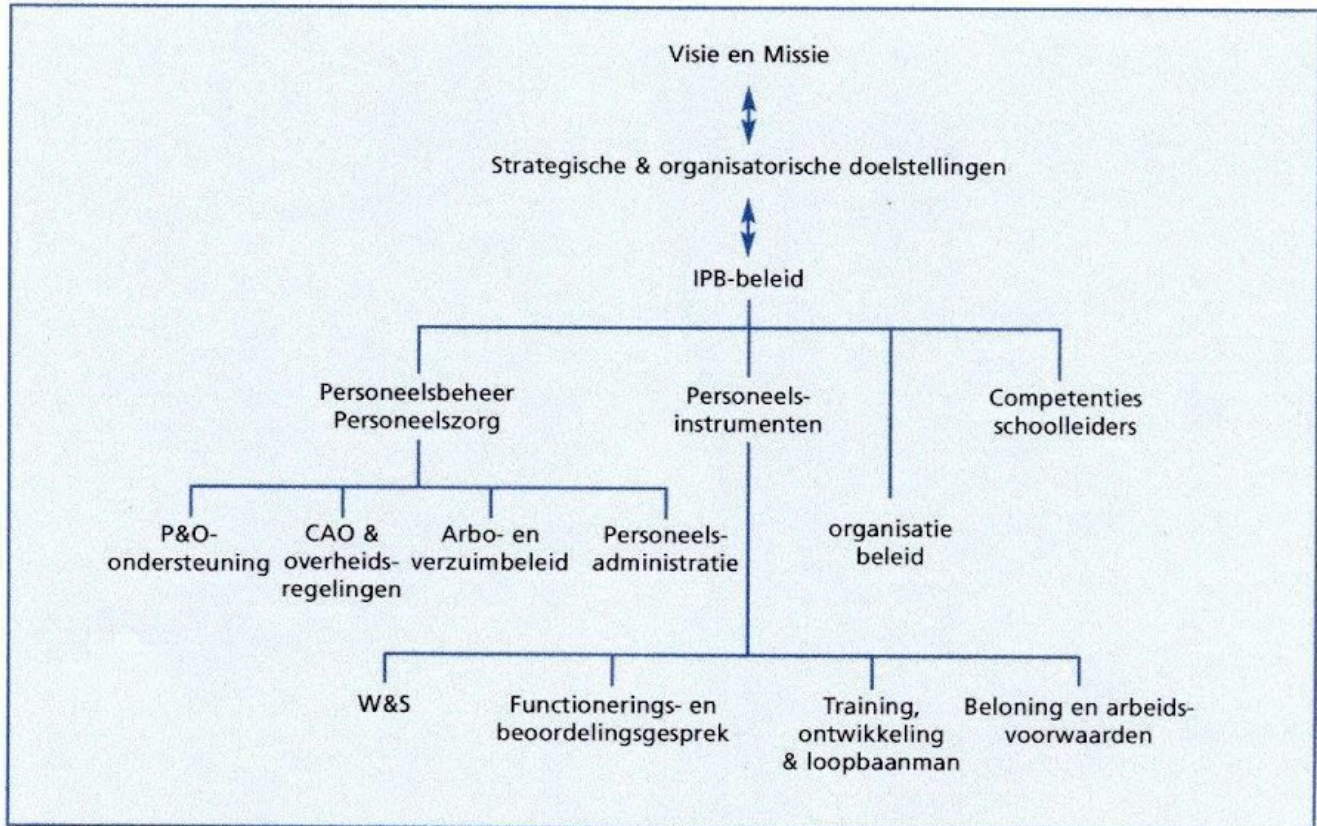 Visie en Missie
Strategische & organisatorische doelstellingen
IPB-beleid
Personeelsbeheer
Personeelszorg
Personeels-
instrumenten
Competenties
schoolleiders
P&O-
ondersteuning
CAO &
overheids-
regelingen
Arbo- en
verzuimbeleid
Personeels-
administratie
organisatie
beleid
W&S
Functionerings- en
beoordelingsgesprek
Training,
ontwikkeling
& loopbaanman
Beloning en arbeids-
voorwaarden